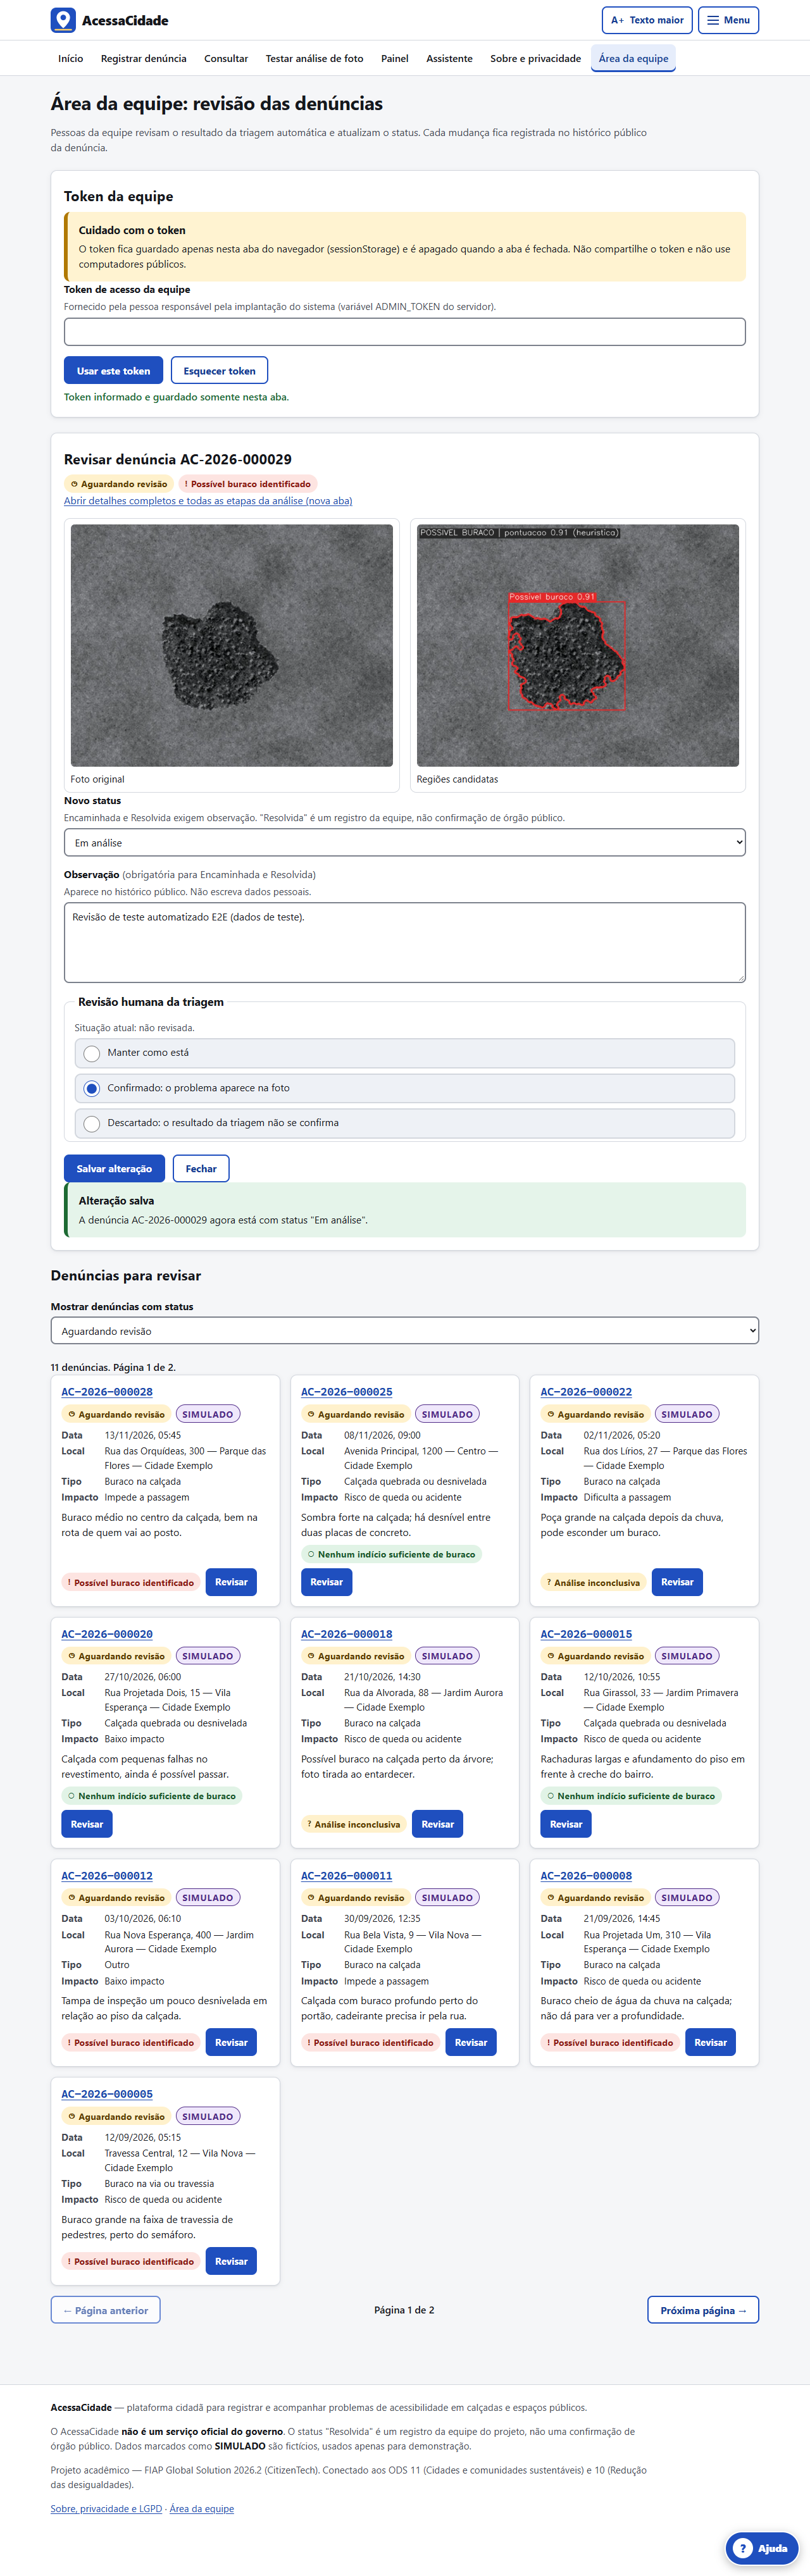 AcessaCidade
A+ Texto maior
Menu
Início
Registrar denúncia
Consultar
Testar análise de foto
Painel
Assistente
Sobre e privacidade
Área da equipe
Área da equipe: revisão das denúncias
Pessoas da equipe revisam o resultado da triagem automática e atualizam o status. Cada mudança fica registrada no histórico público
da denúncia.
Token da equipe
Cuidado com o token
O token fica guardado apenas nesta aba do navegador (sessionStorage) e é apagado quando a aba é fechada. Não compartilhe o token e não use
computadores públicos.
Token de acesso da equipe
Fornecido pela pessoa responsável pela implantação do sistema (variável ADMIN_TOKEN do servidor).
Usar este token
Esquecer token
Token informado e guardado somente nesta aba.
Revisar denúncia AC-2026-000029
Aguardando revisão
! Possível buraco identificado
Abrir detalhes completos e todas as etapas da análise (nova aba)
POSSIVEL BURACO | pontuacao 0.91 (heuristica)
Possivel buraco 0.91
Foto original
Regiões candidatas
Novo status
Encaminhada e Resolvida exigem observação. "Resolvida" é um registro da equipe, não confirmação de órgão público.
Em análise
Observação (obrigatória para Encaminhada e Resolvida)
Aparece no histórico público. Não escreva dados pessoais.
Revisão de teste automatizado E2E (dados de teste).
Revisão humana da triagem
Situação atual: não revisada.
Manter como está
Confirmado: o problema aparece na foto
Descartado: o resultado da triagem não se confirma
Salvar alteração
Fechar
Alteração salva
A denúncia AC-2026-000029 agora está com status "Em análise".
Denúncias para revisar
Mostrar denúncias com status
Aguardando revisão
11 denúncias. Página 1 de 2.
AC-2026-000028
Aguardando revisão
SIMULADO
Data 13/11/2026, 05:45
Local Rua das Orquídeas, 300 — Parque das
Flores — Cidade Exemplo
Tipo Buraco na calçada
Impacto Impede a passagem
Buraco médio no centro da calçada, bem na
rota de quem vai ao posto.
! Possível buraco identificado
Revisar
AC-2026-000025
Aguardando revisão
SIMULADO
Data 08/11/2026, 09:00
Local Avenida Principal, 1200 — Centro —
Cidade Exemplo
Tipo Calçada quebrada ou desnivelada
Impacto Risco de queda ou acidente
Sombra forte na calçada; há desnível entre
duas placas de concreto.
Nenhum indício suficiente de buraco
Revisar
AC-2026-000022
Aguardando revisão
SIMULADO
Data 02/11/2026, 05:20
Local Rua dos Lírios, 27 — Parque das Flores
— Cidade Exemplo
Tipo Buraco na calçada
Impacto Dificulta a passagem
Poça grande na calçada depois da chuva,
pode esconder um buraco.
? Análise inconclusiva
Revisar
AC-2026-000020
Aguardando revisão
SIMULADO
Data 27/10/2026, 06:00
Local Rua Projetada Dois, 15 — Vila
Esperança — Cidade Exemplo
Tipo Calçada quebrada ou desnivelada
Impacto Baixo impacto
Calçada com pequenas falhas no
revestimento, ainda é possível passar.
Nenhum indício suficiente de buraco
Revisar
AC-2026-000018
Aguardando revisão
SIMULADO
Data 21/10/2026, 14:30
Local Rua da Alvorada, 88 — Jardim Aurora
— Cidade Exemplo
Tipo Buraco na calçada
Impacto Risco de queda ou acidente
Possível buraco na calçada perto da árvore;
foto tirada ao entardecer.
? Análise inconclusiva
Revisar
AC-2026-000015
Aguardando revisão
SIMULADO
Data 12/10/2026, 10:55
Local Rua Girassol, 33 — Jardim Primavera
— Cidade Exemplo
Tipo Calçada quebrada ou desnivelada
Impacto Risco de queda ou acidente
Rachaduras largas e afundamento do piso em
frente à creche do bairro.
Nenhum indício suficiente de buraco
Revisar
AC-2026-000012
Aguardando revisão
SIMULADO
Data 03/10/2026, 06:10
Local Rua Nova Esperança, 400 — Jardim
Aurora — Cidade Exemplo
Tipo Outro
Impacto Baixo impacto
Tampa de inspeção um pouco desnivelada em
relação ao piso da calçada.
! Possível buraco identificado
Revisar
AC-2026-000011
Aguardando revisão
SIMULADO
Data 30/09/2026, 12:35
Local Rua Bela Vista, 9 — Vila Nova —
Cidade Exemplo
Tipo Buraco na calçada
Impacto Impede a passagem
Calçada com buraco profundo perto do
portão, cadeirante precisa ir pela rua.
! Possível buraco identificado
Revisar
AC-2026-000008
Aguardando revisão
SIMULADO
Data 21/09/2026, 14:45
Local Rua Projetada Um, 310 — Vila
Esperança — Cidade Exemplo
Tipo Buraco na calçada
Impacto Risco de queda ou acidente
Buraco cheio de água da chuva na calçada;
não dá para ver a profundidade.
! Possível buraco identificado
Revisar
AC-2026-000005
Aguardando revisão
SIMULADO
Data 12/09/2026, 05:15
Local Travessa Central, 12 — Vila Nova —
Cidade Exemplo
Tipo Buraco na via ou travessia
Impacto Risco de queda ou acidente
Buraco grande na faixa de travessia de
pedestres, perto do semáforo.
! Possível buraco identificado
Revisar
← Página anterior
Página 1 de 2
Próxima página →
AcessaCidade — plataforma cidadã para registrar e acompanhar problemas de acessibilidade em calçadas e espaços públicos.
O AcessaCidade não é um serviço oficial do governo. O status "Resolvida" é um registro da equipe do projeto, não uma confirmação de
órgão público. Dados marcados como SIMULADO são fictícios, usados apenas para demonstração.
Projeto acadêmico — FIAP Global Solution 2026.2 (CitizenTech). Conectado aos ODS 11 (Cidades e comunidades sustentáveis) e 10 (Redução
das desigualdades).
Sobre, privacidade e LGPD · Área da equipe
? Ajuda